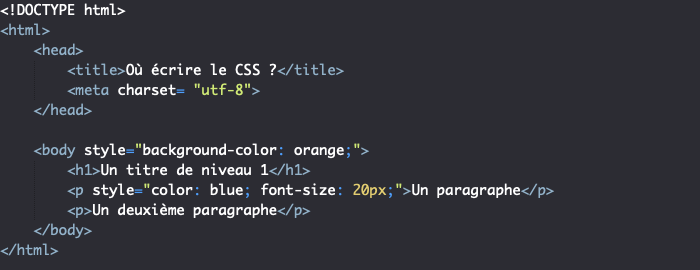 <!DOCTYPE html>
<html>
<head>
<title>Où écrire le CSS ?</title>
<meta charset= "utf-8">
</head>
<body style="background-color: orange;">
<h1>Un titre de niveau 1</h1>
<p style="color: blue; font-size: 20px;">Un paragraphe</p>
<p>Un deuxième paragraphe</p>
</body>
</html>